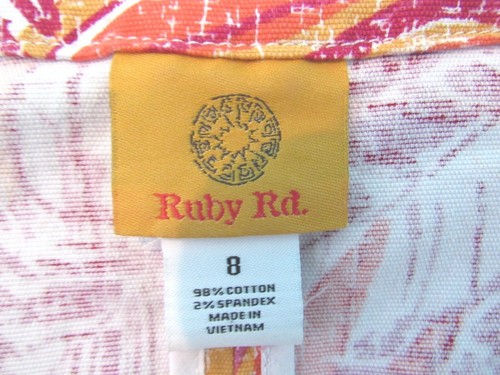 Ruby Rd.
8
98% COTTON
2% SPANDEX
MADE IN
VIETNAM